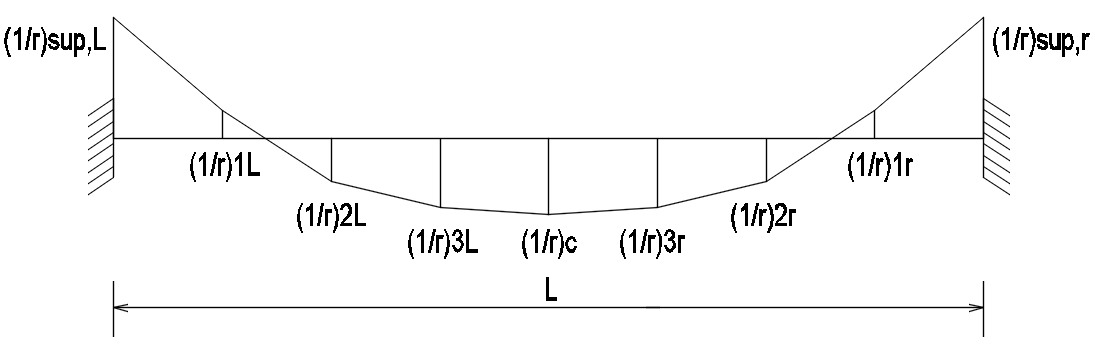 (1/r)sup,L
(1/r)sup,r
(1/r)1L
(1/r)1r
(1/r)2L
(1/r)2r
(1/r)3L
(1/r)c
(1/r)3r
L